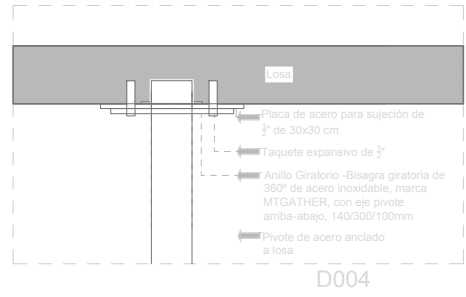 Losa
Placa de acero para sujeción de
½" de 30x30 cm
Taquete expansivo de ½"
Anillo Giratorio -Bisagra giratoria de
360º de acero inoxidable, marca
MTGATHER, con eje pivote
arriba-abajo, 140/300/100mm
Pivote de acero anclado
a losa
D004